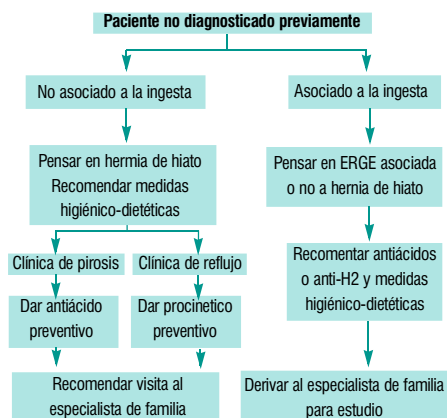 Paciente no diagnosticado previamente
No asociado a la ingesta
Asociado a la ingesta
Pensar en hermia de hiato
Recomendar medidas
higiénico-dietéticas
Pensar en ERGE asociada
o no a hernia de hiato
Clínica de pirosis
Clínica de reflujo
Recomentar antiácidos
o anti-H2 y medidas
higiénico-dietéticas
Dar antiácido
preventivo
Dar procinetico
preventivo
Recomendar visita al
especialista de familia
Derivar al especialista de familia
para estudio